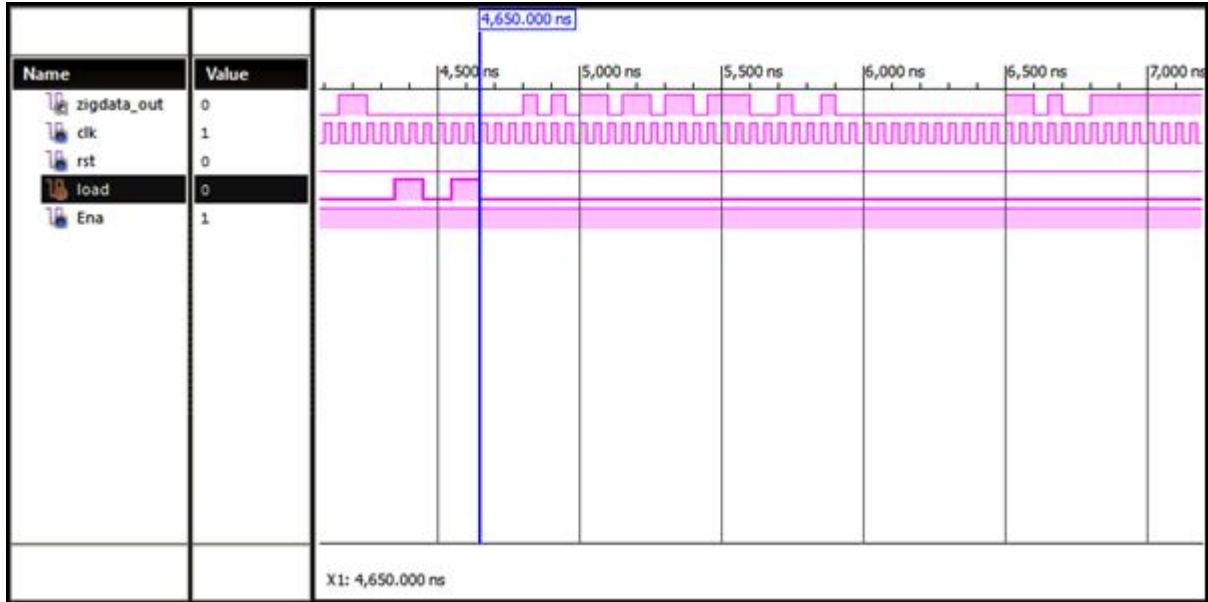 4,650.000 ns
Name Value
4,500 ns 5,000 ns 5,500 ns 6,000 ns 6,500 ns 7,000 ns
zigdata_out 0
clk 1
rst 0
load 0
Ena 1
X1: 4,650.000 ns